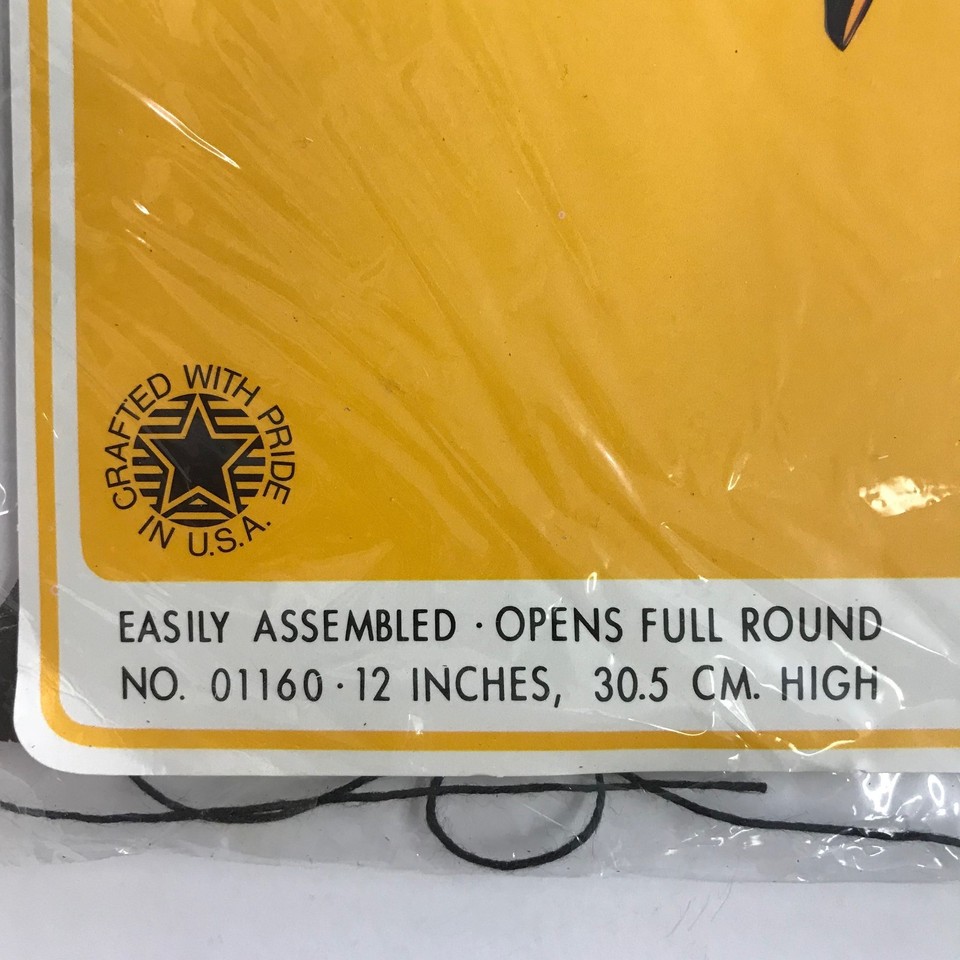 CRAFTED WITH PRIDE
IN U.S.A.
EASILY ASSEMBLED · OPENS FULL ROUND
NO. 01160 · 12 INCHES, 30.5 CM. HIGH